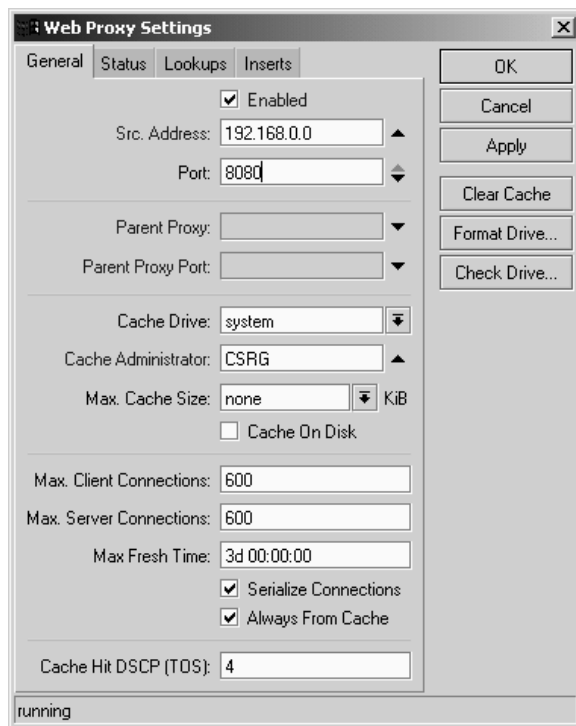 Web Proxy Settings
General Status Lookups Inserts
Enabled
Src. Address: 192.168.0.0
Port: 8080
Parent Proxy:
Parent Proxy Port:
Cache Drive: system
Cache Administrator: CSRG
Max. Cache Size: none KiB
Cache On Disk
Max. Client Connections: 600
Max. Server Connections: 600
Max Fresh Time: 3d 00:00:00
Serialize Connections
Always From Cache
Cache Hit DSCP (TOS): 4
running
OK
Cancel
Apply
Clear Cache
Format Drive...
Check Drive...